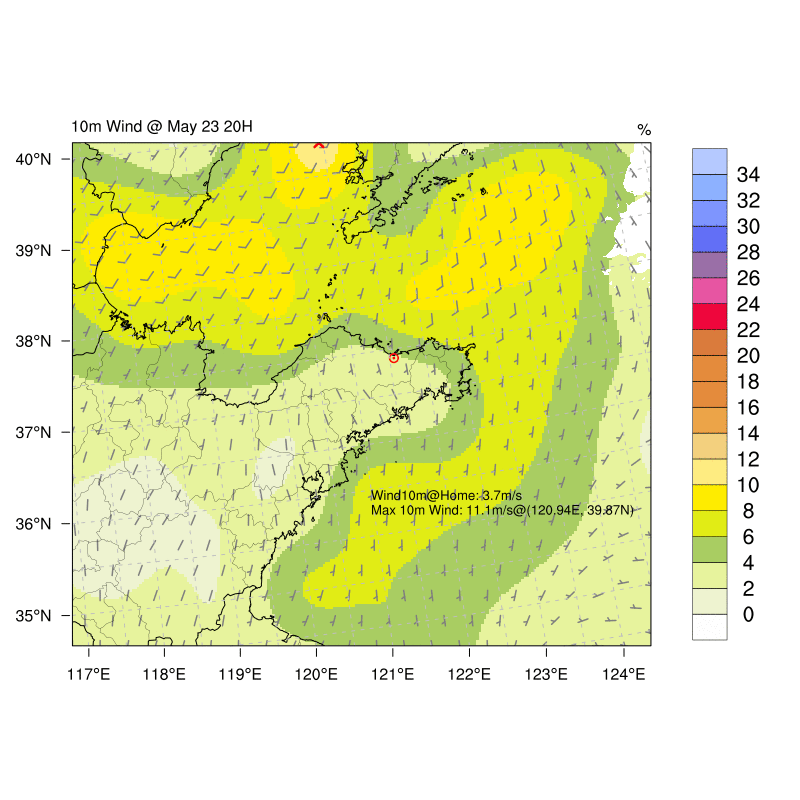 10m Wind @ May 23 20H
%
40°N
39°N
38°N
37°N
36°N
35°N
117°E
118°E
119°E
120°E
121°E
122°E
123°E
124°E
Wind10m@Home: 3.7m/s
Max 10m Wind: 11.1m/s@(120.94E, 39.87N)
34
32
30
28
26
24
22
20
18
16
14
12
10
8
6
4
2
0